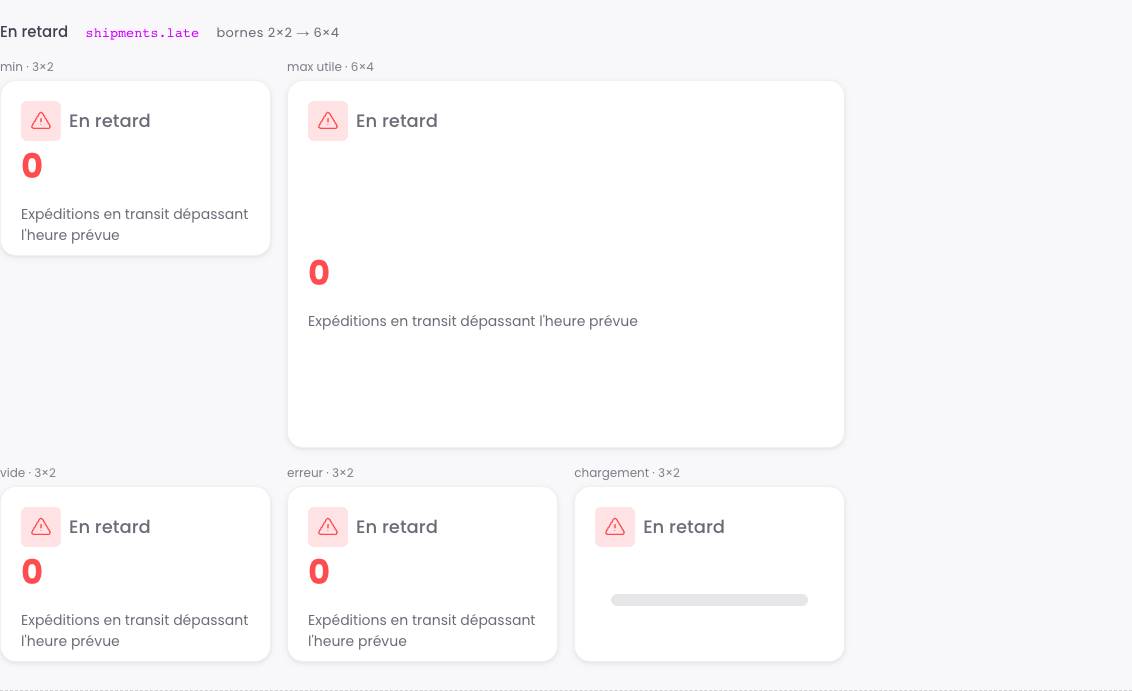 En retard shipments.late bornes 2×2 → 6×4
min · 3×2
En retard
0
Expéditions en transit dépassant
l'heure prévue
max utile · 6×4
En retard
0
Expéditions en transit dépassant l'heure prévue
vide · 3×2
En retard
0
Expéditions en transit dépassant
l'heure prévue
erreur · 3×2
En retard
0
Expéditions en transit dépassant
l'heure prévue
chargement · 3×2
En retard